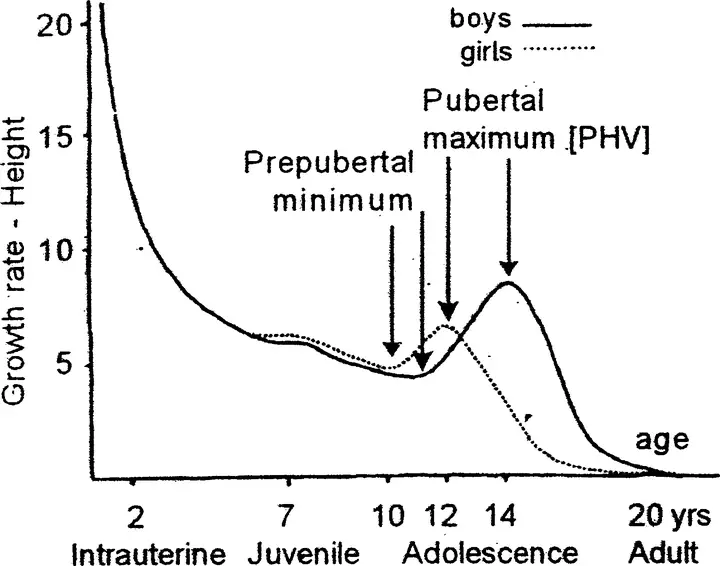 boys
girls
20
15
10
5
Growth rate - Height
Pubertal
maximum [PHV]
Prepubertal
minimum
age
2 7 10 12 14 20 yrs
Intrauterine Juvenile Adolescence Adult